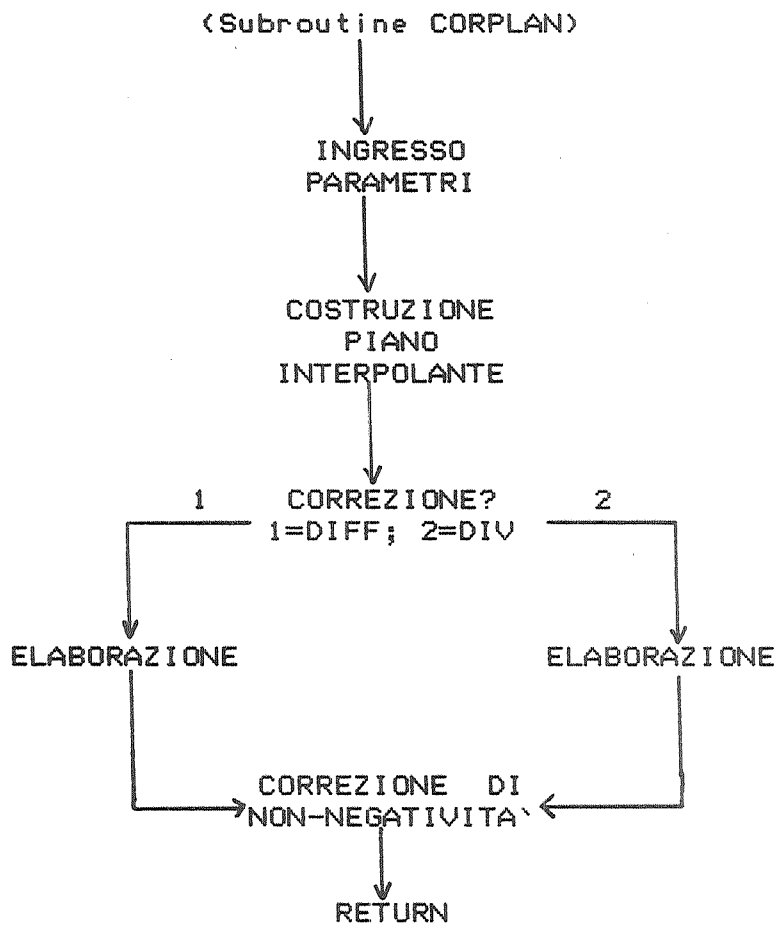 (Subroutine CORPLAN)
INGRESSO
PARAMETRI
COSTRUZIONE
PIANO
INTERPOLANTE
1 CORREZIONE? 2
1=DIFF; 2=DIV
ELABORAZIONE ELABORAZIONE
CORREZIONE DI
NON-NEGATIVITA`
RETURN